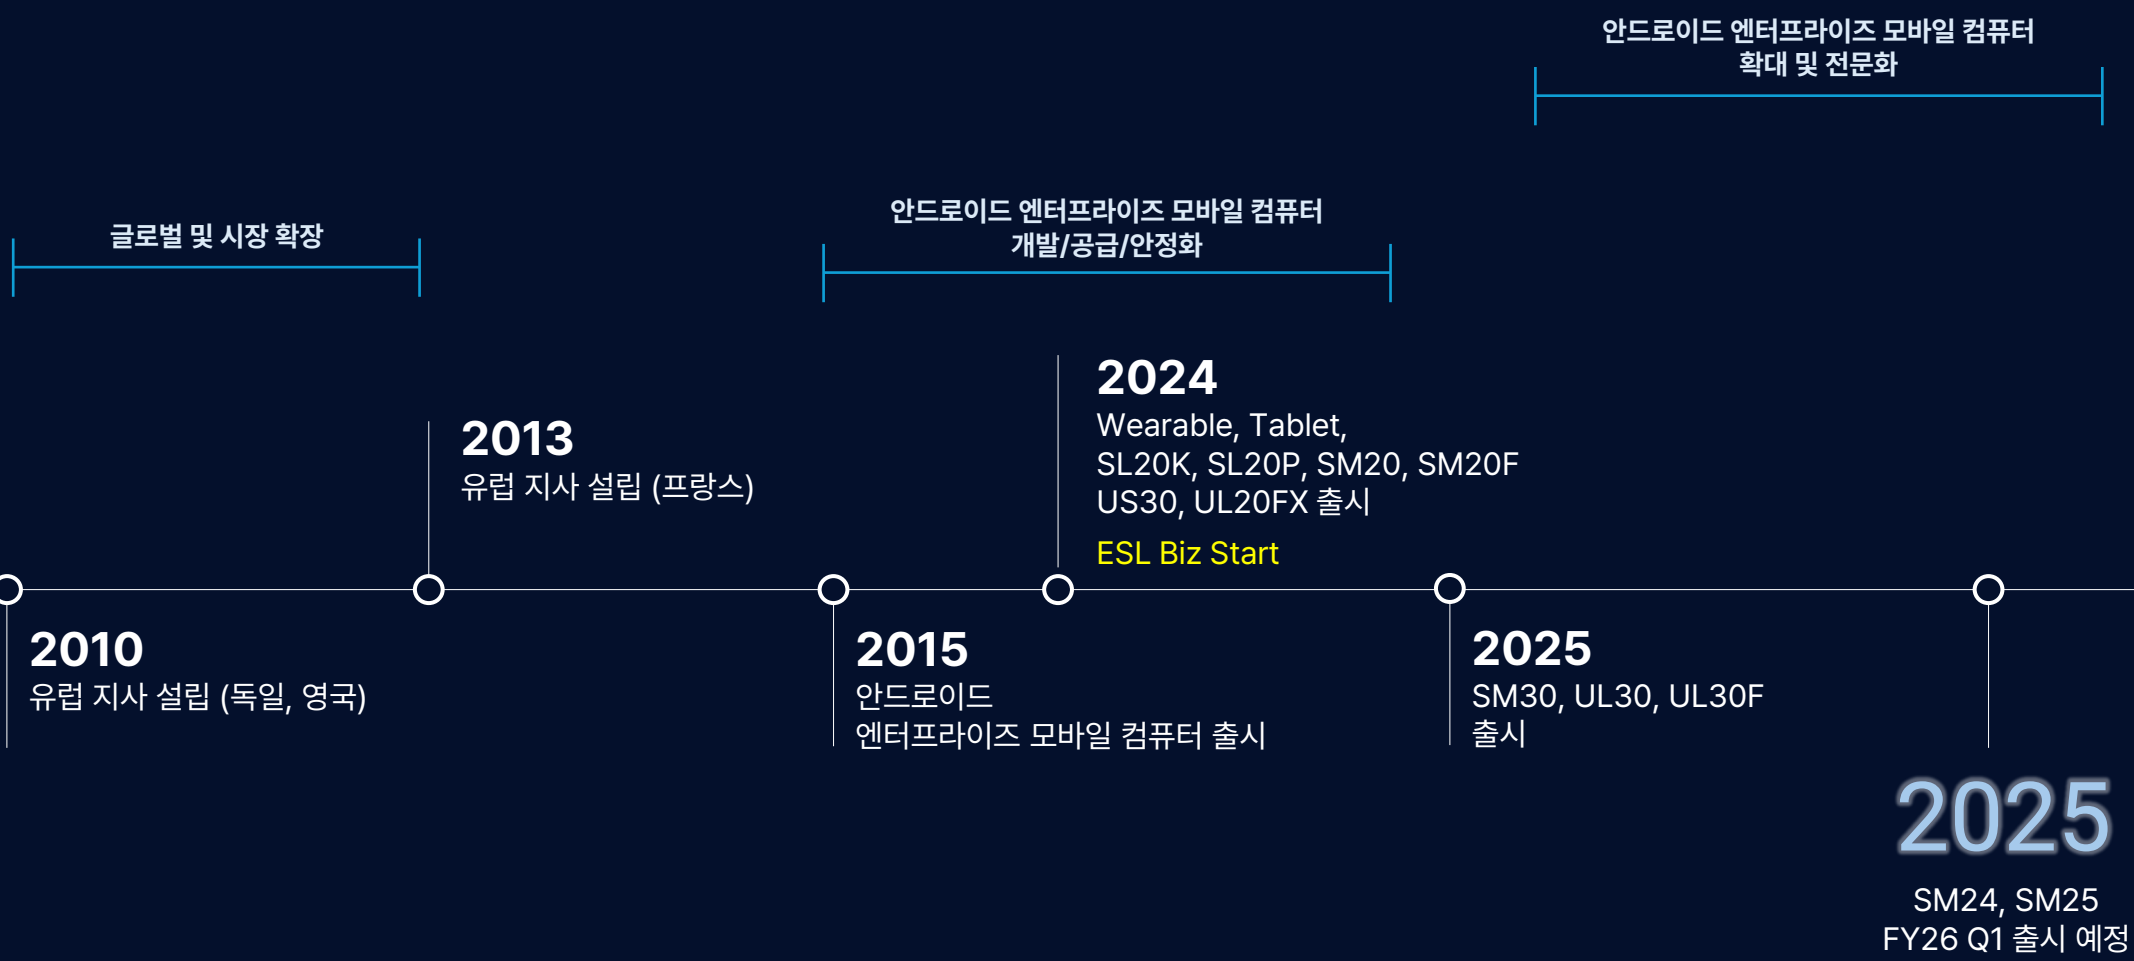 안드로이드 엔터프라이즈 모바일 컴퓨터
확대 및 전문화
글로벌 및 시장 확장
안드로이드 엔터프라이즈 모바일 컴퓨터
개발/공급/안정화
2010
유럽 지사 설립 (독일, 영국)
2013
유럽 지사 설립 (프랑스)
2015
안드로이드
엔터프라이즈 모바일 컴퓨터 출시
2024
Wearable, Tablet,
SL20K, SL20P, SM20, SM20F
US30, UL20FX 출시
ESL Biz Start
2025
SM30, UL30, UL30F
출시
2025
SM24, SM25
FY26 Q1 출시 예정